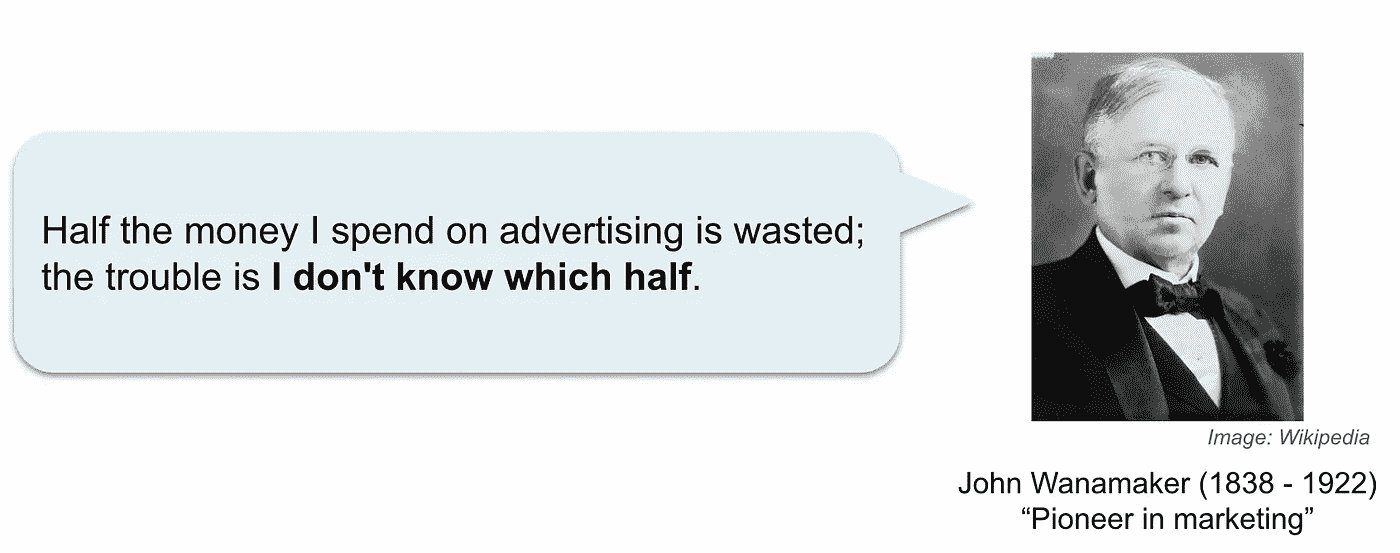 Half the money I spend on advertising is wasted;
the trouble is I don't know which half.
Image: Wikipedia
John Wanamaker (1838 - 1922)
“Pioneer in marketing”